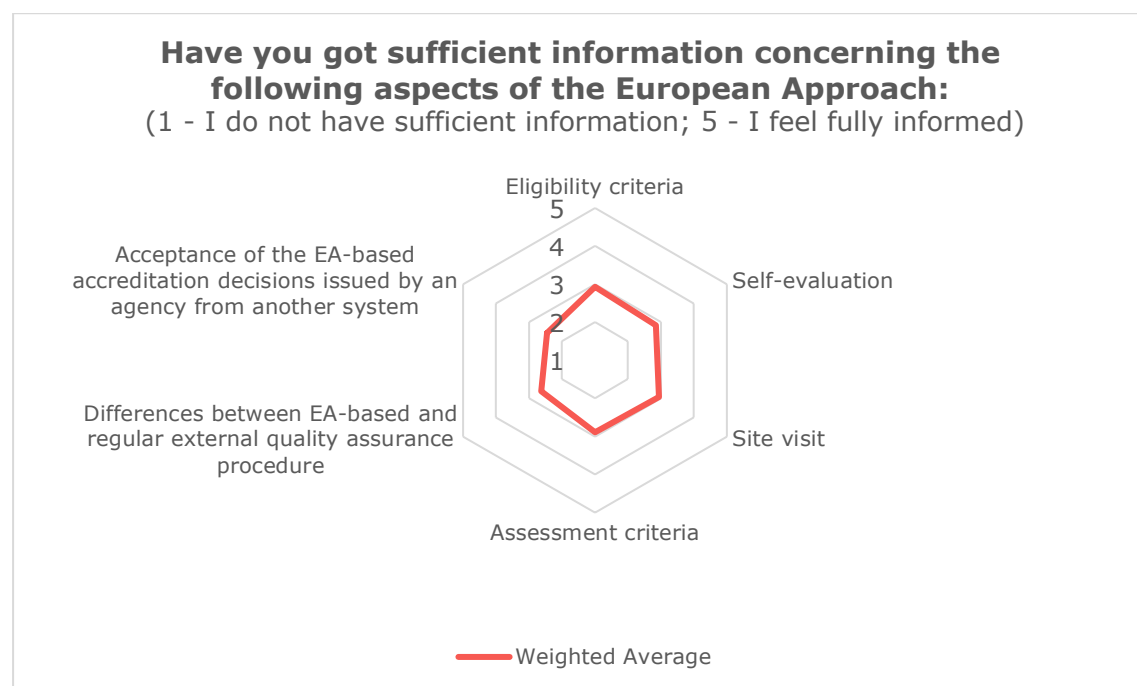 Have you got sufficient information concerning the
following aspects of the European Approach:
(1 - I do not have sufficient information; 5 - I feel fully informed)
Eligibility criteria
5
4
3
2
1
Acceptance of the EA-based
accreditation decisions issued by an
agency from another system
Self-evaluation
Differences between EA-based and
regular external quality assurance
procedure
Site visit
Assessment criteria
Weighted Average